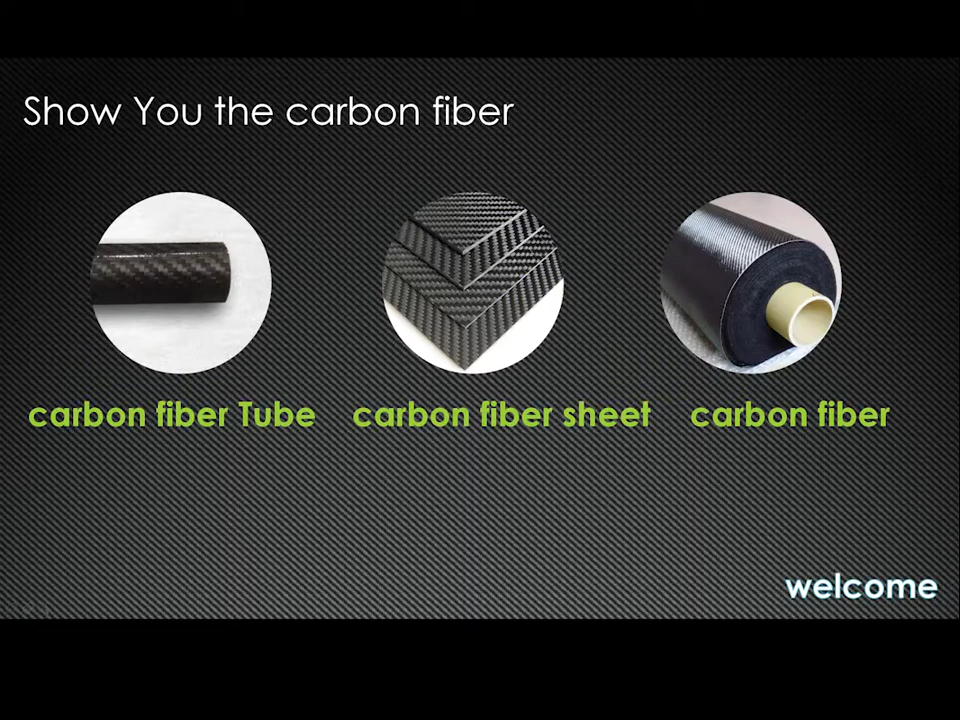 Show You the carbon fiber
carbon fiber Tube
carbon fiber sheet
carbon fiber
welcome